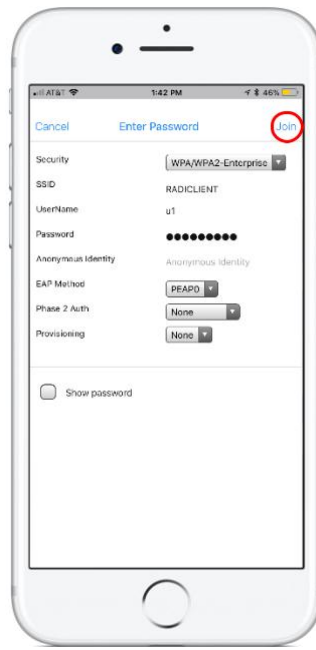 AT&T 1:42 PM 46%
Cancel Enter Password Join
Security WPA/WPA2-Enterprise
SSID RADICLIENT
UserName u1
Password ●●●●●●●●●
Anonymous Identity Anonymous Identity
EAP Method PEAP0
Phase 2 Auth None
Provisioning None
Show password